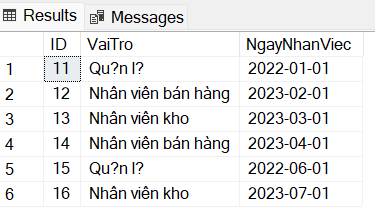 Results Messages
ID VaiTro NgayNhanViec
1 11 Qu?n l? 2022-01-01
2 12 Nhân viên bán hàng 2023-02-01
3 13 Nhân viên kho 2023-03-01
4 14 Nhân viên bán hàng 2023-04-01
5 15 Qu?n l? 2022-06-01
6 16 Nhân viên kho 2023-07-01